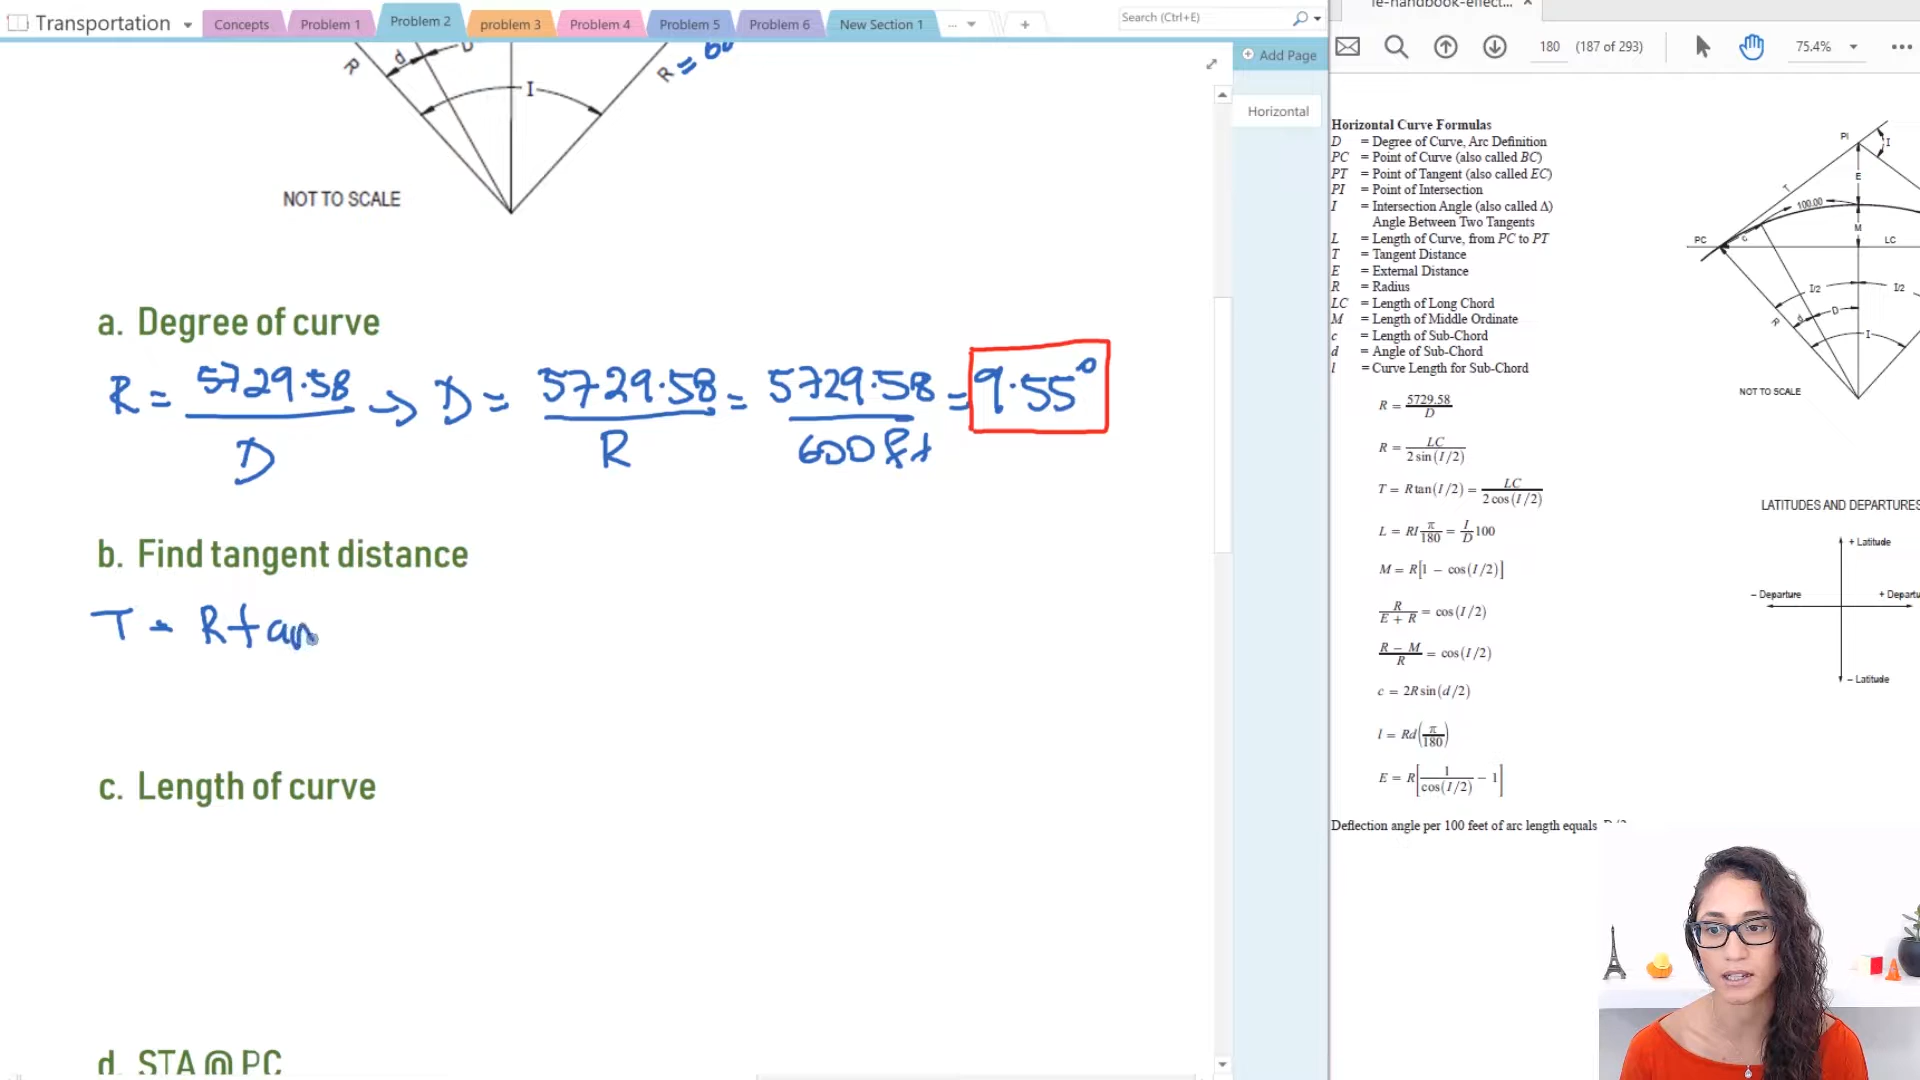 Transportation
Concepts
Problem 1
Problem 2
problem 3
Problem 4
Problem 5
Problem 6
New Section 1
...
+
Search (Ctrl+E)
Add Page
Horizontal
R
d
I
R =
NOT TO SCALE
a. Degree of curve
R = 5729.58 / D → D = 5729.58 / R = 5729.58 / 600 ft = 9.55°
b. Find tangent distance
T = R tan
c. Length of curve
d. STA @ PC
180 (187 of 293)
75.4%
Horizontal Curve Formulas
D = Degree of Curve, Arc Definition
PC = Point of Curve (also called BC)
PT = Point of Tangent (also called EC)
PI = Point of Intersection
I = Intersection Angle (also called Δ)
Angle Between Two Tangents
L = Length of Curve, from PC to PT
T = Tangent Distance
E = External Distance
R = Radius
LC = Length of Long Chord
M = Length of Middle Ordinate
c = Length of Sub-Chord
d = Angle of Sub-Chord
l = Curve Length for Sub-Chord
R = 5729.58 / D
R = LC / 2 sin (I/2)
T = R tan (I/2) = LC / 2 cos (I/2)
L = RI π/180 = I/D 100
M = R[1 − cos(I/2)]
R / E + R = cos (I/2)
R − M / R = cos (I/2)
c = 2R sin (d/2)
l = Rd(π/180)
E = R[1 / cos(I/2) − 1]
Deflection angle per 100 feet of arc length equals
PI
I
E
T
100.00
M
PC
c
LC
I/2
I/2
D
d
R
I
NOT TO SCALE
LATITUDES AND DEPARTURES
+ Latitude
− Departure
− Latitude